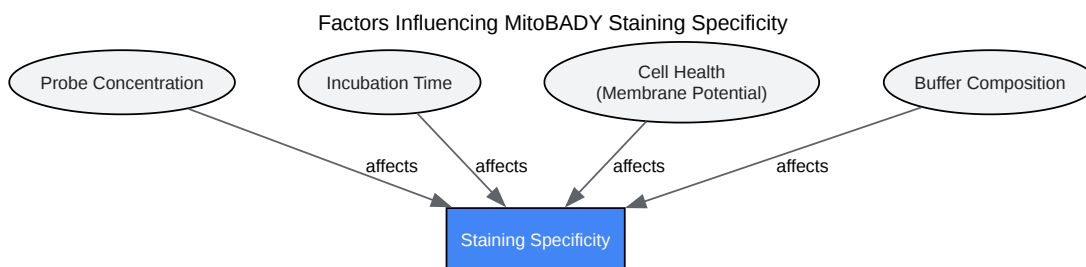 Factors Influencing MitoBADY Staining Specificity
Probe Concentration
Incubation Time
Cell Health
(Membrane Potential)
Buffer Composition
affects
affects
affects
affects
Staining Specificity